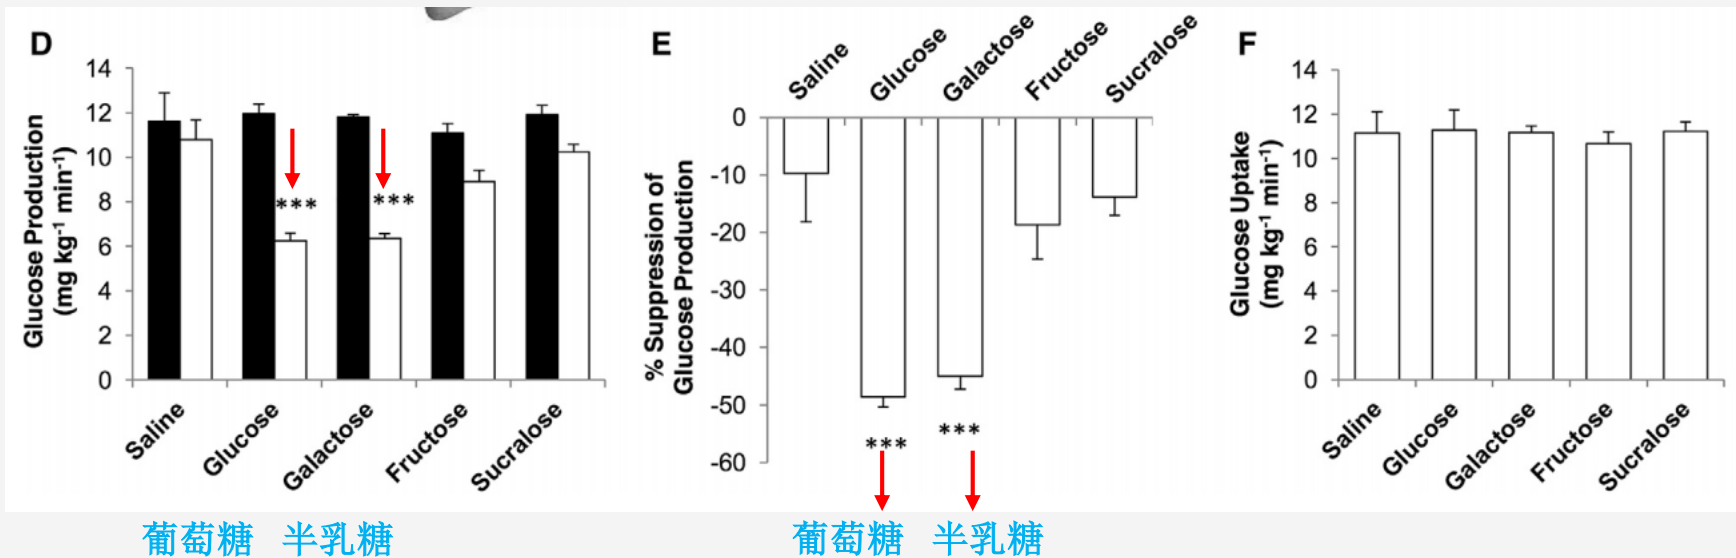 D
Glucose Production
(mg kg⁻¹ min⁻¹)
14
12
10
8
6
4
2
0
***
***
Saline
Glucose
Galactose
Fructose
Sucralose
葡萄糖 半乳糖
E
Saline
Glucose
Galactose
Fructose
Sucralose
% Suppression of
Glucose Production
0
-10
-20
-30
-40
-50
-60
***
***
葡萄糖 半乳糖
F
Glucose Uptake
(mg kg⁻¹ min⁻¹)
14
12
10
8
6
4
2
0
Saline
Glucose
Galactose
Fructose
Sucralose